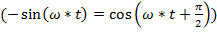 (−sin(ω * t) = cos(ω * t + π/2))